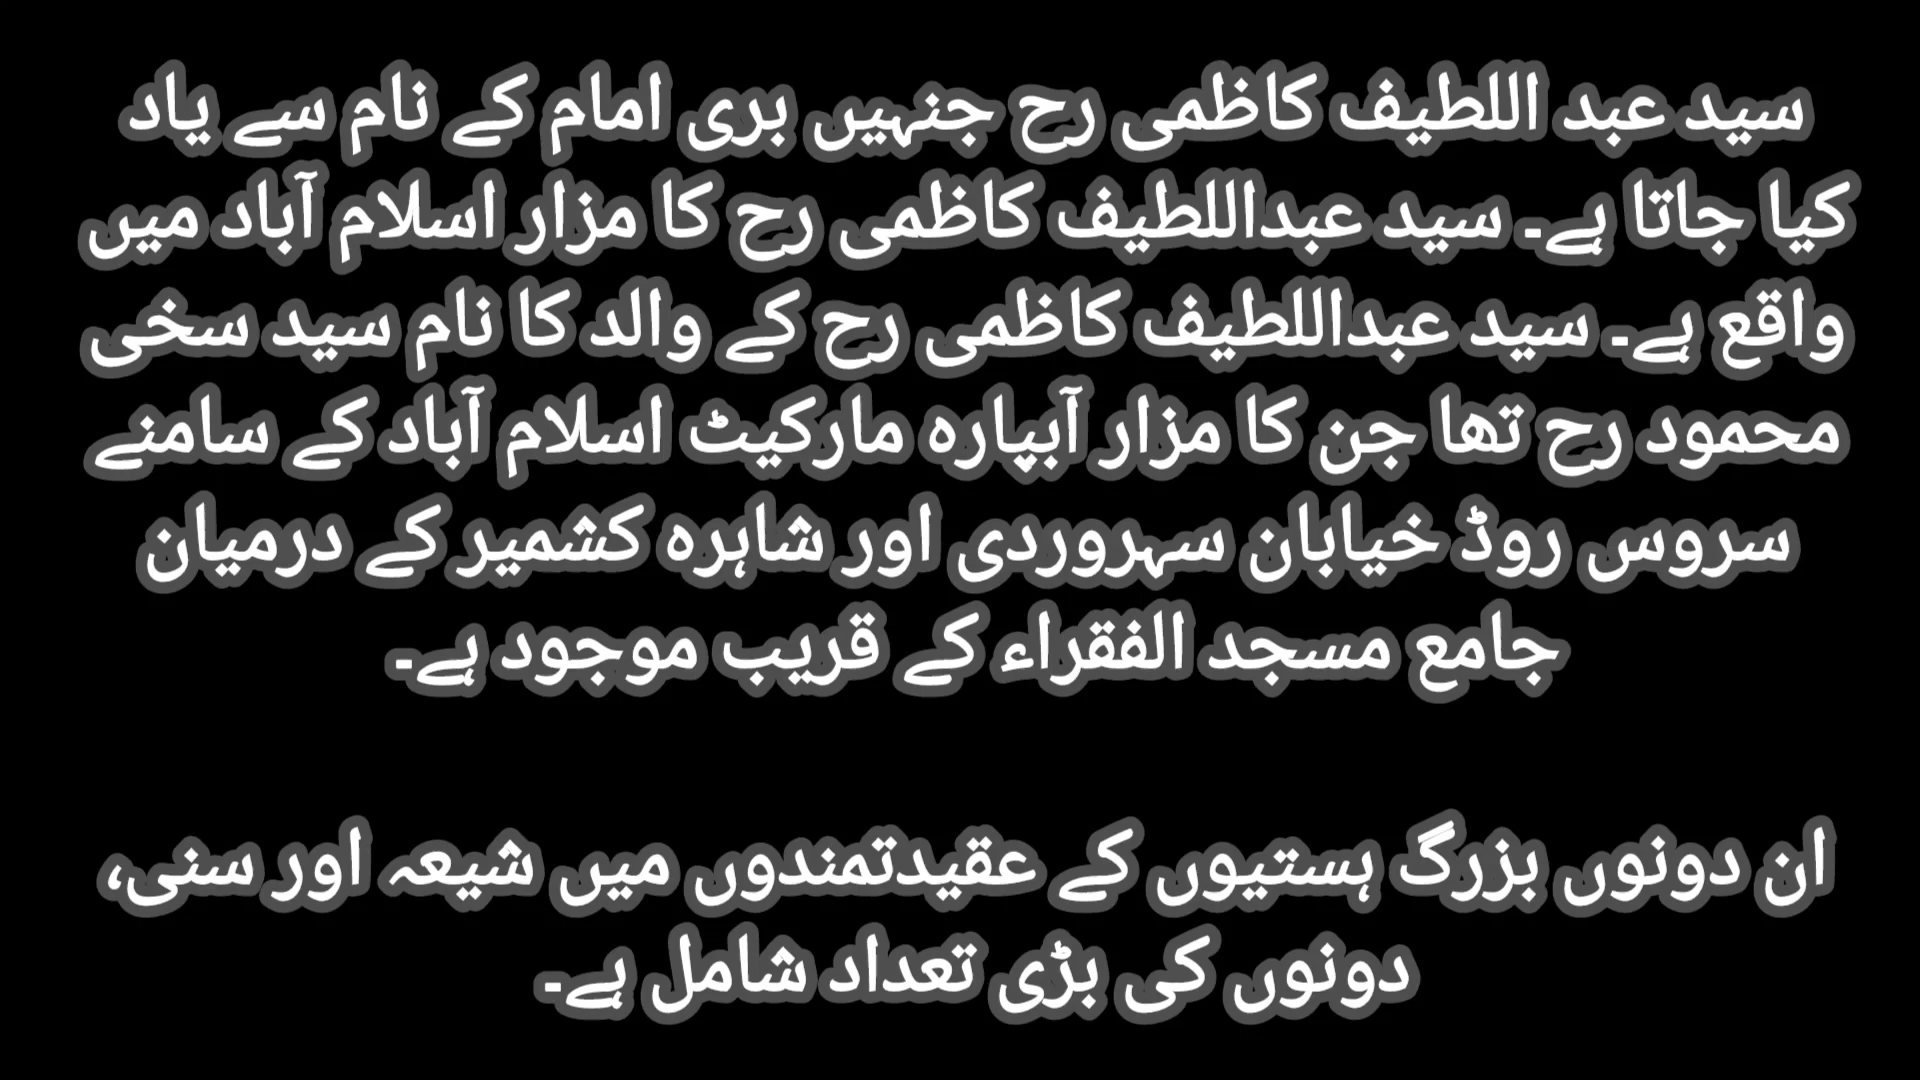 سید عبد اللطیف کاظمی رح جنہیں بری امام کے نام سے یاد
کیا جاتا ہے۔ سید عبداللطیف کاظمی رح کا مزار اسلام آباد میں
واقع ہے۔ سید عبداللطیف کاظمی رح کے والد کا نام سید سخی
محمود رح تھا جن کا مزار آبپارہ مارکیٹ اسلام آباد کے سامنے
سروس روڈ خیابان سہروردی اور شاہرہ کشمیر کے درمیان
جامع مسجد الفقراء کے قریب موجود ہے۔
ان دونوں بزرگ ہستیوں کے عقیدتمندوں میں شیعہ اور سنی،
دونوں کی بڑی تعداد شامل ہے۔